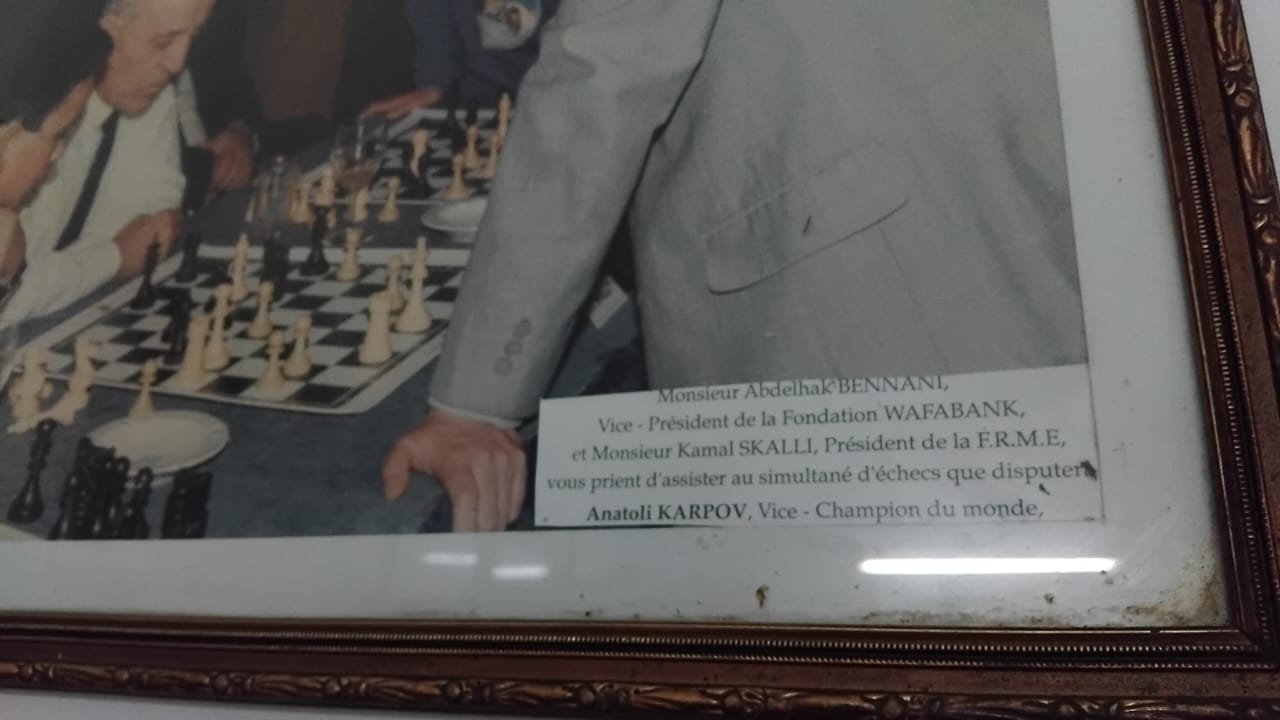 Monsieur Abdelhak BENNANI,
Vice - Président de la Fondation WAFABANK,
et Monsieur Kamal SKALLI, Président de la F.R.M.E,
vous prient d'assister au simultané d'échecs que disputer
Anatoli KARPOV, Vice - Champion du monde,